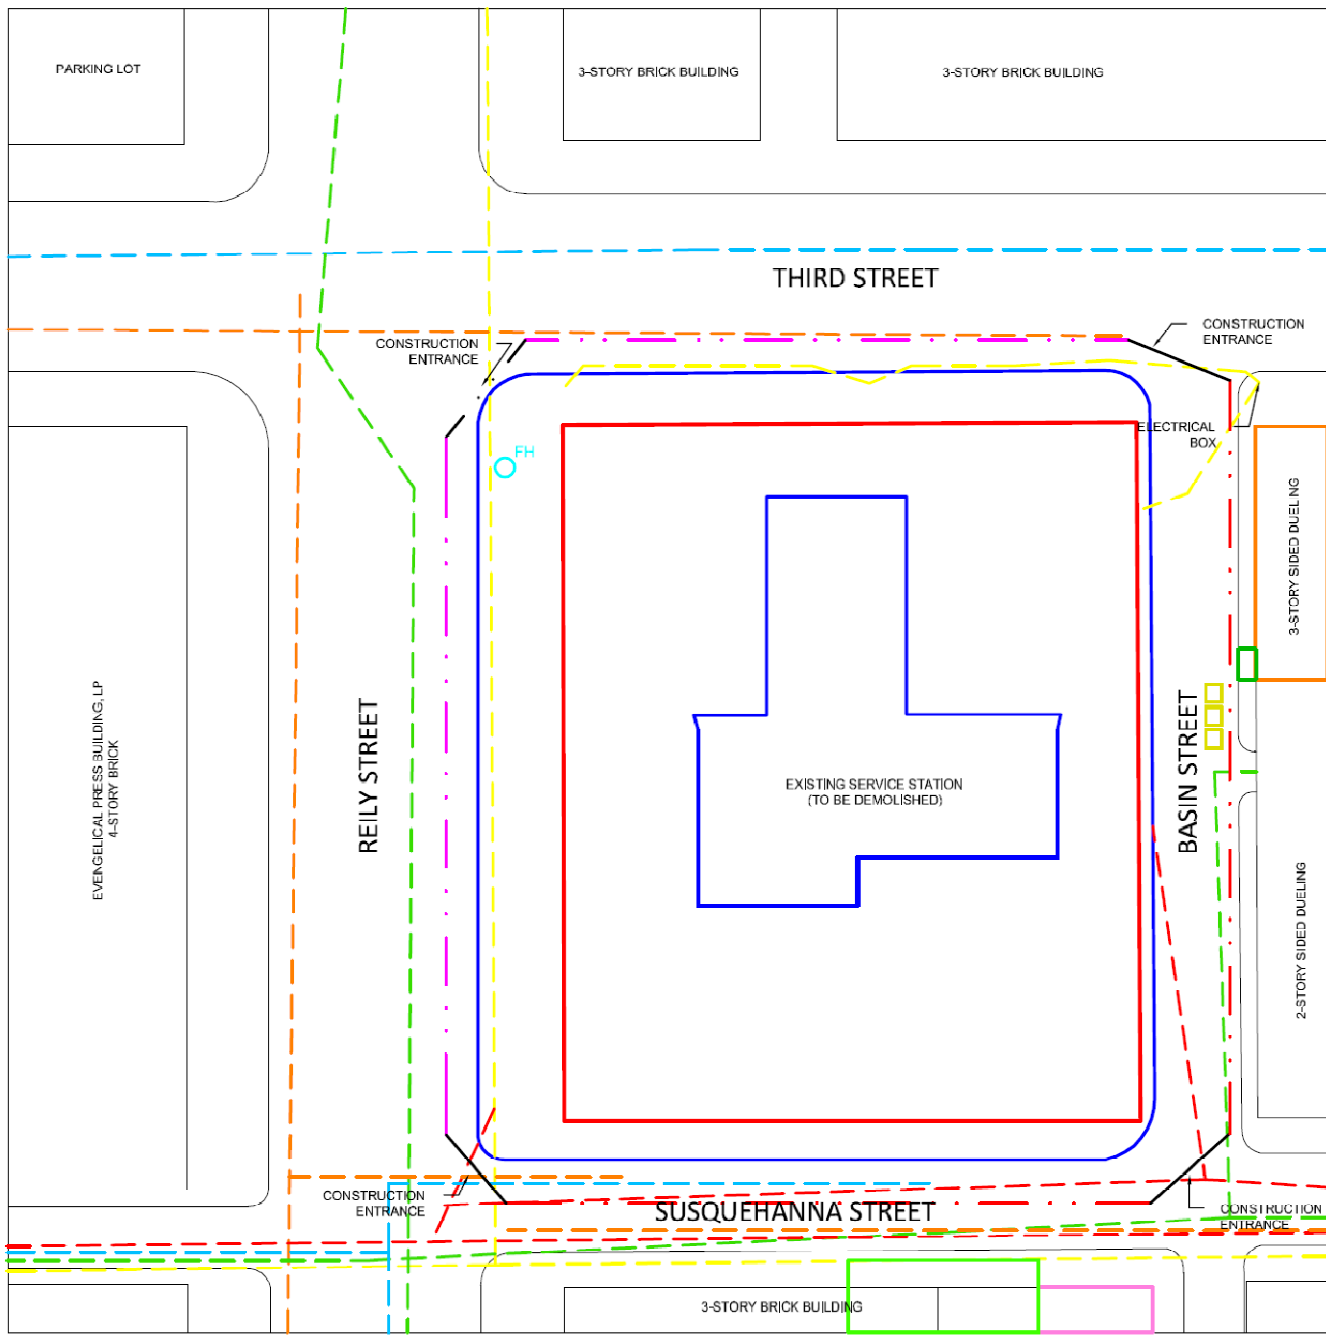 PARKING LOT
3-STORY BRICK BUILDING
3-STORY BRICK BUILDING
THIRD STREET
CONSTRUCTION
ENTRANCE
CONSTRUCTION
ENTRANCE
FH
ELECTRICAL
BOX
3-STORY SIDED DUELING
EVENGELICAL PRESS BUILDING, LP
4-STORY BRICK
REILY STREET
EXISTING SERVICE STATION
(TO BE DEMOLISHED)
BASIN STREET
2-STORY SIDED DUELING
CONSTRUCTION
ENTRANCE
SUSQUEHANNA STREET
CONSTRUCTION
ENTRANCE
3-STORY BRICK BUILDING